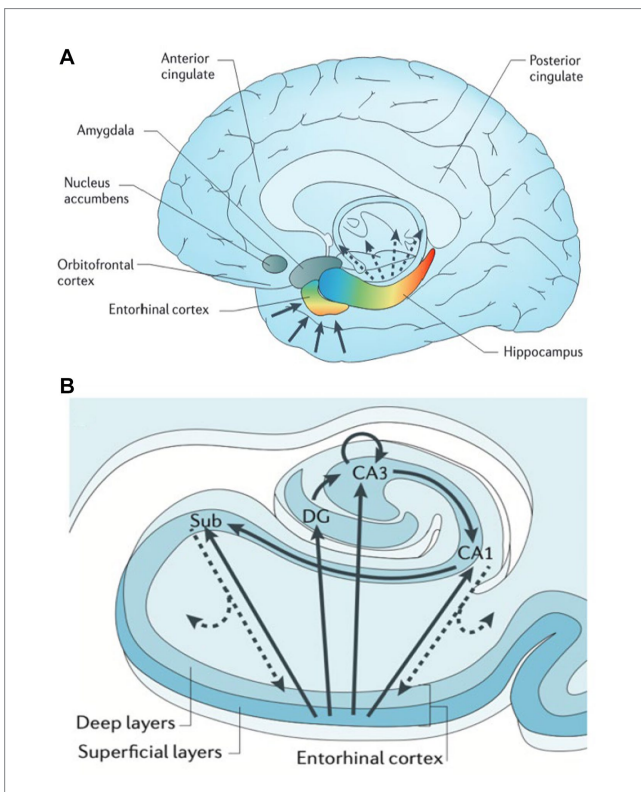 A
Anterior
cingulate
Posterior
cingulate
Amygdala
Nucleus
accumbens
Orbitofrontal
cortex
Entorhinal cortex
Hippocampus
B
CA3
DG
Sub
CA1
Deep layers
Superficial layers
Entorhinal cortex